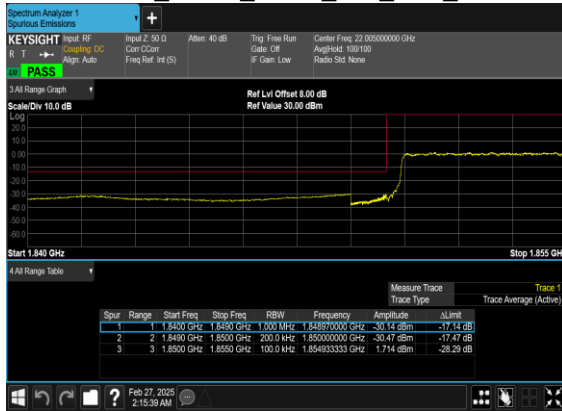 Spectrum Analyzer 1
Spurious Emissions
KEYSIGHT Input: RF Input Z: 50 Ω Atten: 40 dB Trig: Free Run Center Freq: 22.005000000 GHz
R T Coupling: DC Corr CCorr Gate: Off Avg|Hold: 100/100
Align: Auto Freq Ref: Int (S) IF Gain: Low Radio Std: None
PASS
3 All Range Graph
Ref Lvl Offset 8.00 dB
Scale/Div 10.0 dB Ref Value 30.00 dBm
Log
20.0
10.0
0.00
-10.0
-20.0
-30.0
-40.0
-50.0
-60.0
Start 1.840 GHz Stop 1.855 GH
4 All Range Table
Measure Trace Trace 1
Trace Type Trace Average (Active)
Spur Range Start Freq Stop Freq RBW Frequency Amplitude ΔLimit
1 1 1.8400 GHz 1.8490 GHz 1.000 MHz 1.848970000 GHz -30.14 dBm -17.14 dB
2 2 1.8490 GHz 1.8500 GHz 200.0 kHz 1.850000000 GHz -30.47 dBm -17.47 dB
3 3 1.8500 GHz 1.8550 GHz 100.0 kHz 1.854933333 GHz 1.714 dBm -28.29 dB
? Feb 27, 2025
2:15:39 AM